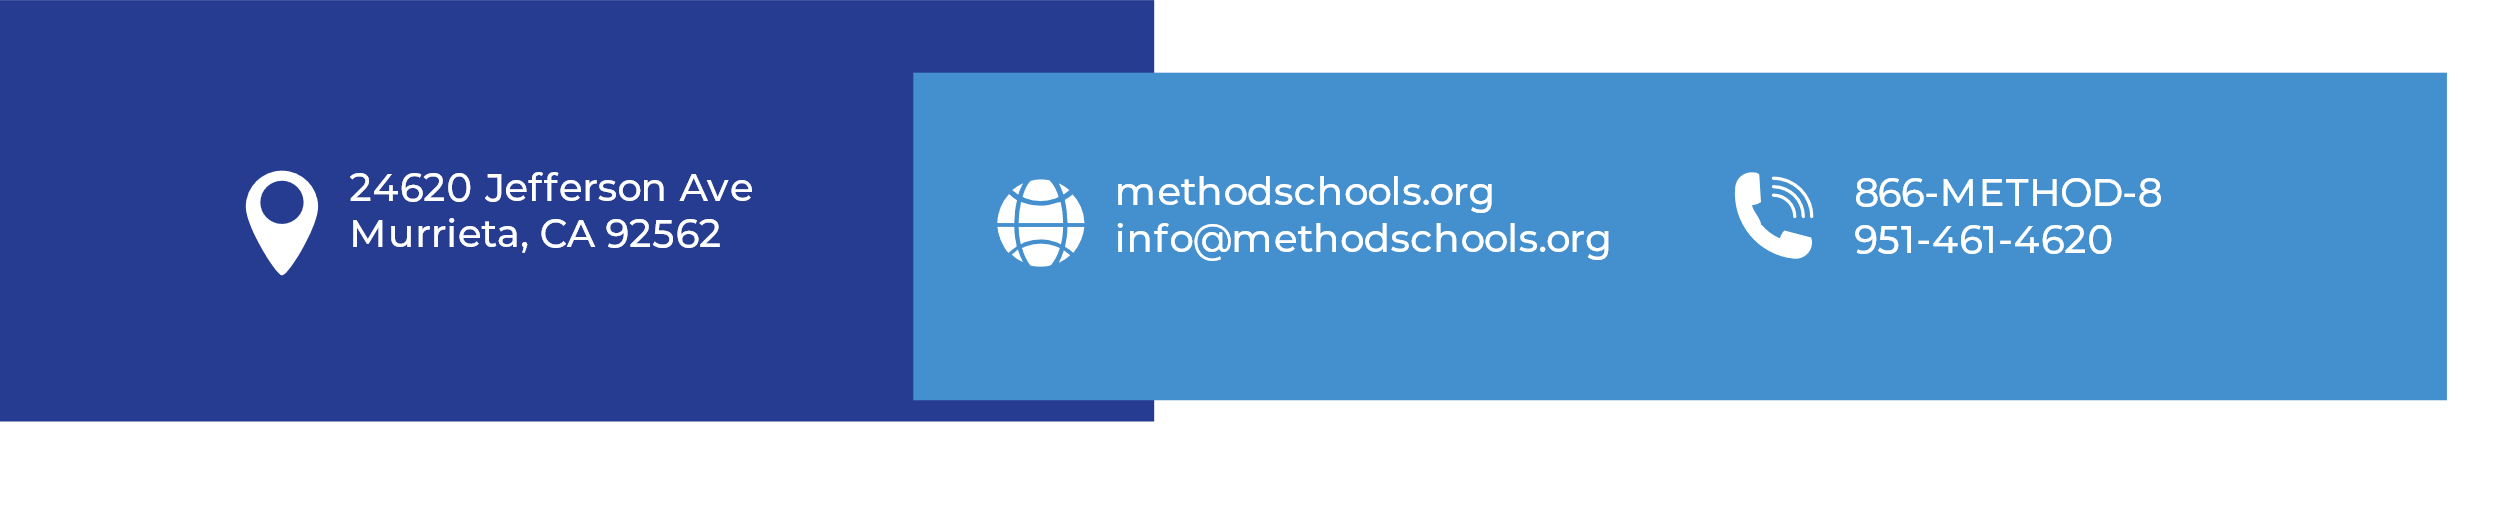 24620 Jefferson Ave
Murrieta, CA 92562
methodschools.org
info@methodschools.org
866-METHOD-8
951-461-4620